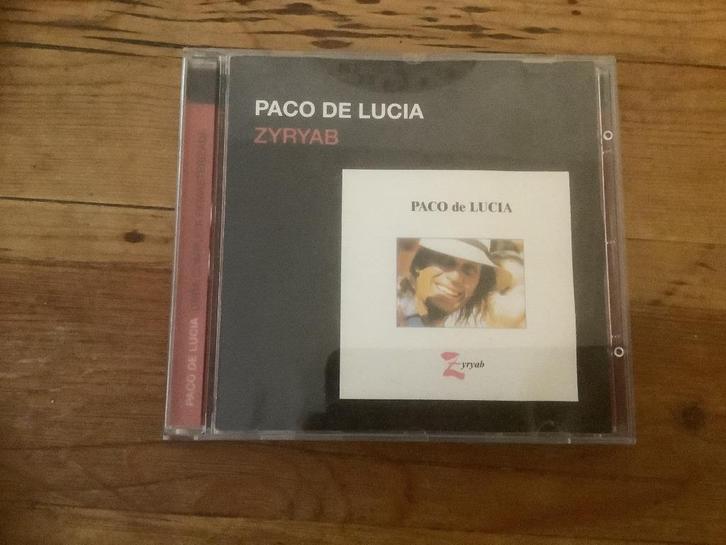 PACO DE LUCIA
ZYRYAB
PACO de LUCIA
Zyryab
PACO DE LUCIA